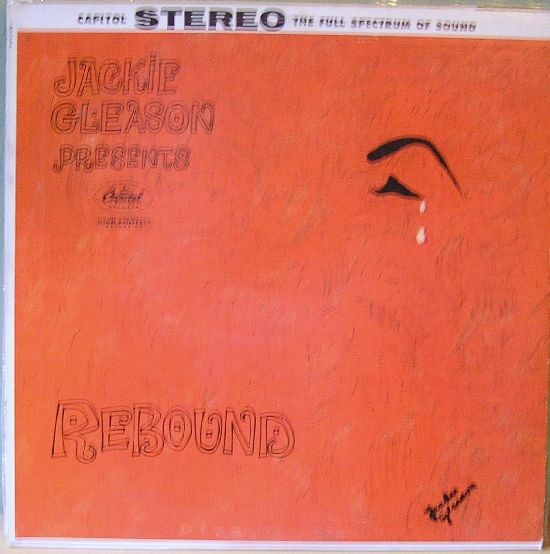 CAPITOL STEREO THE FULL SPECTRUM OF SOUND
JACKIE
GLEASON
PRESENTS
Capitol
REBOUND